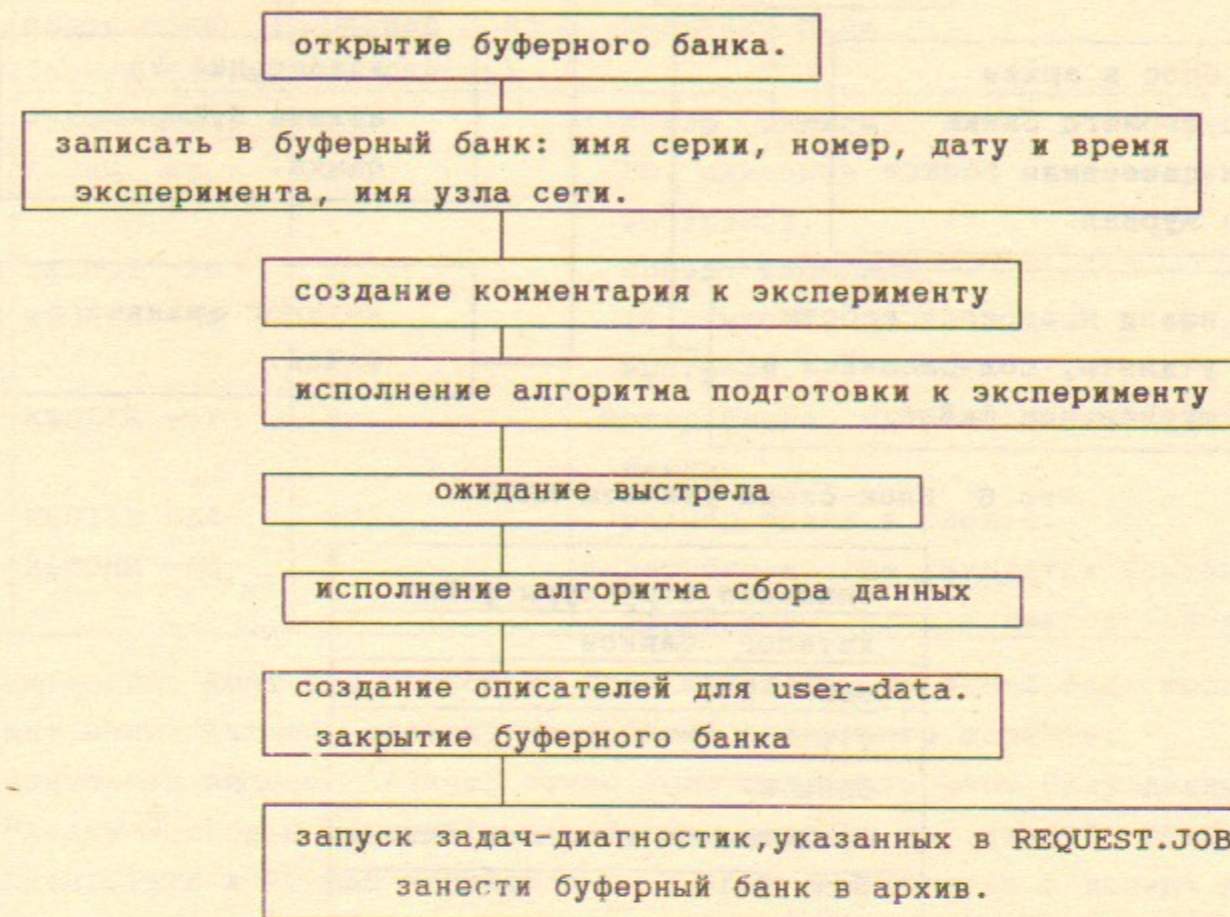 открытие буферного банка.
записать в буферный банк: имя серии, номер, дату и время
эксперимента, имя узла сети.
создание комментария к эксперименту
исполнение алгоритма подготовки к эксперименту
ожидание выстрела
исполнение алгоритма сбора данных
создание описателей для user-data.
закрытие буферного банка
запуск задач-диагностик,указанных в REQUEST.JOB
занести буферный банк в архив.